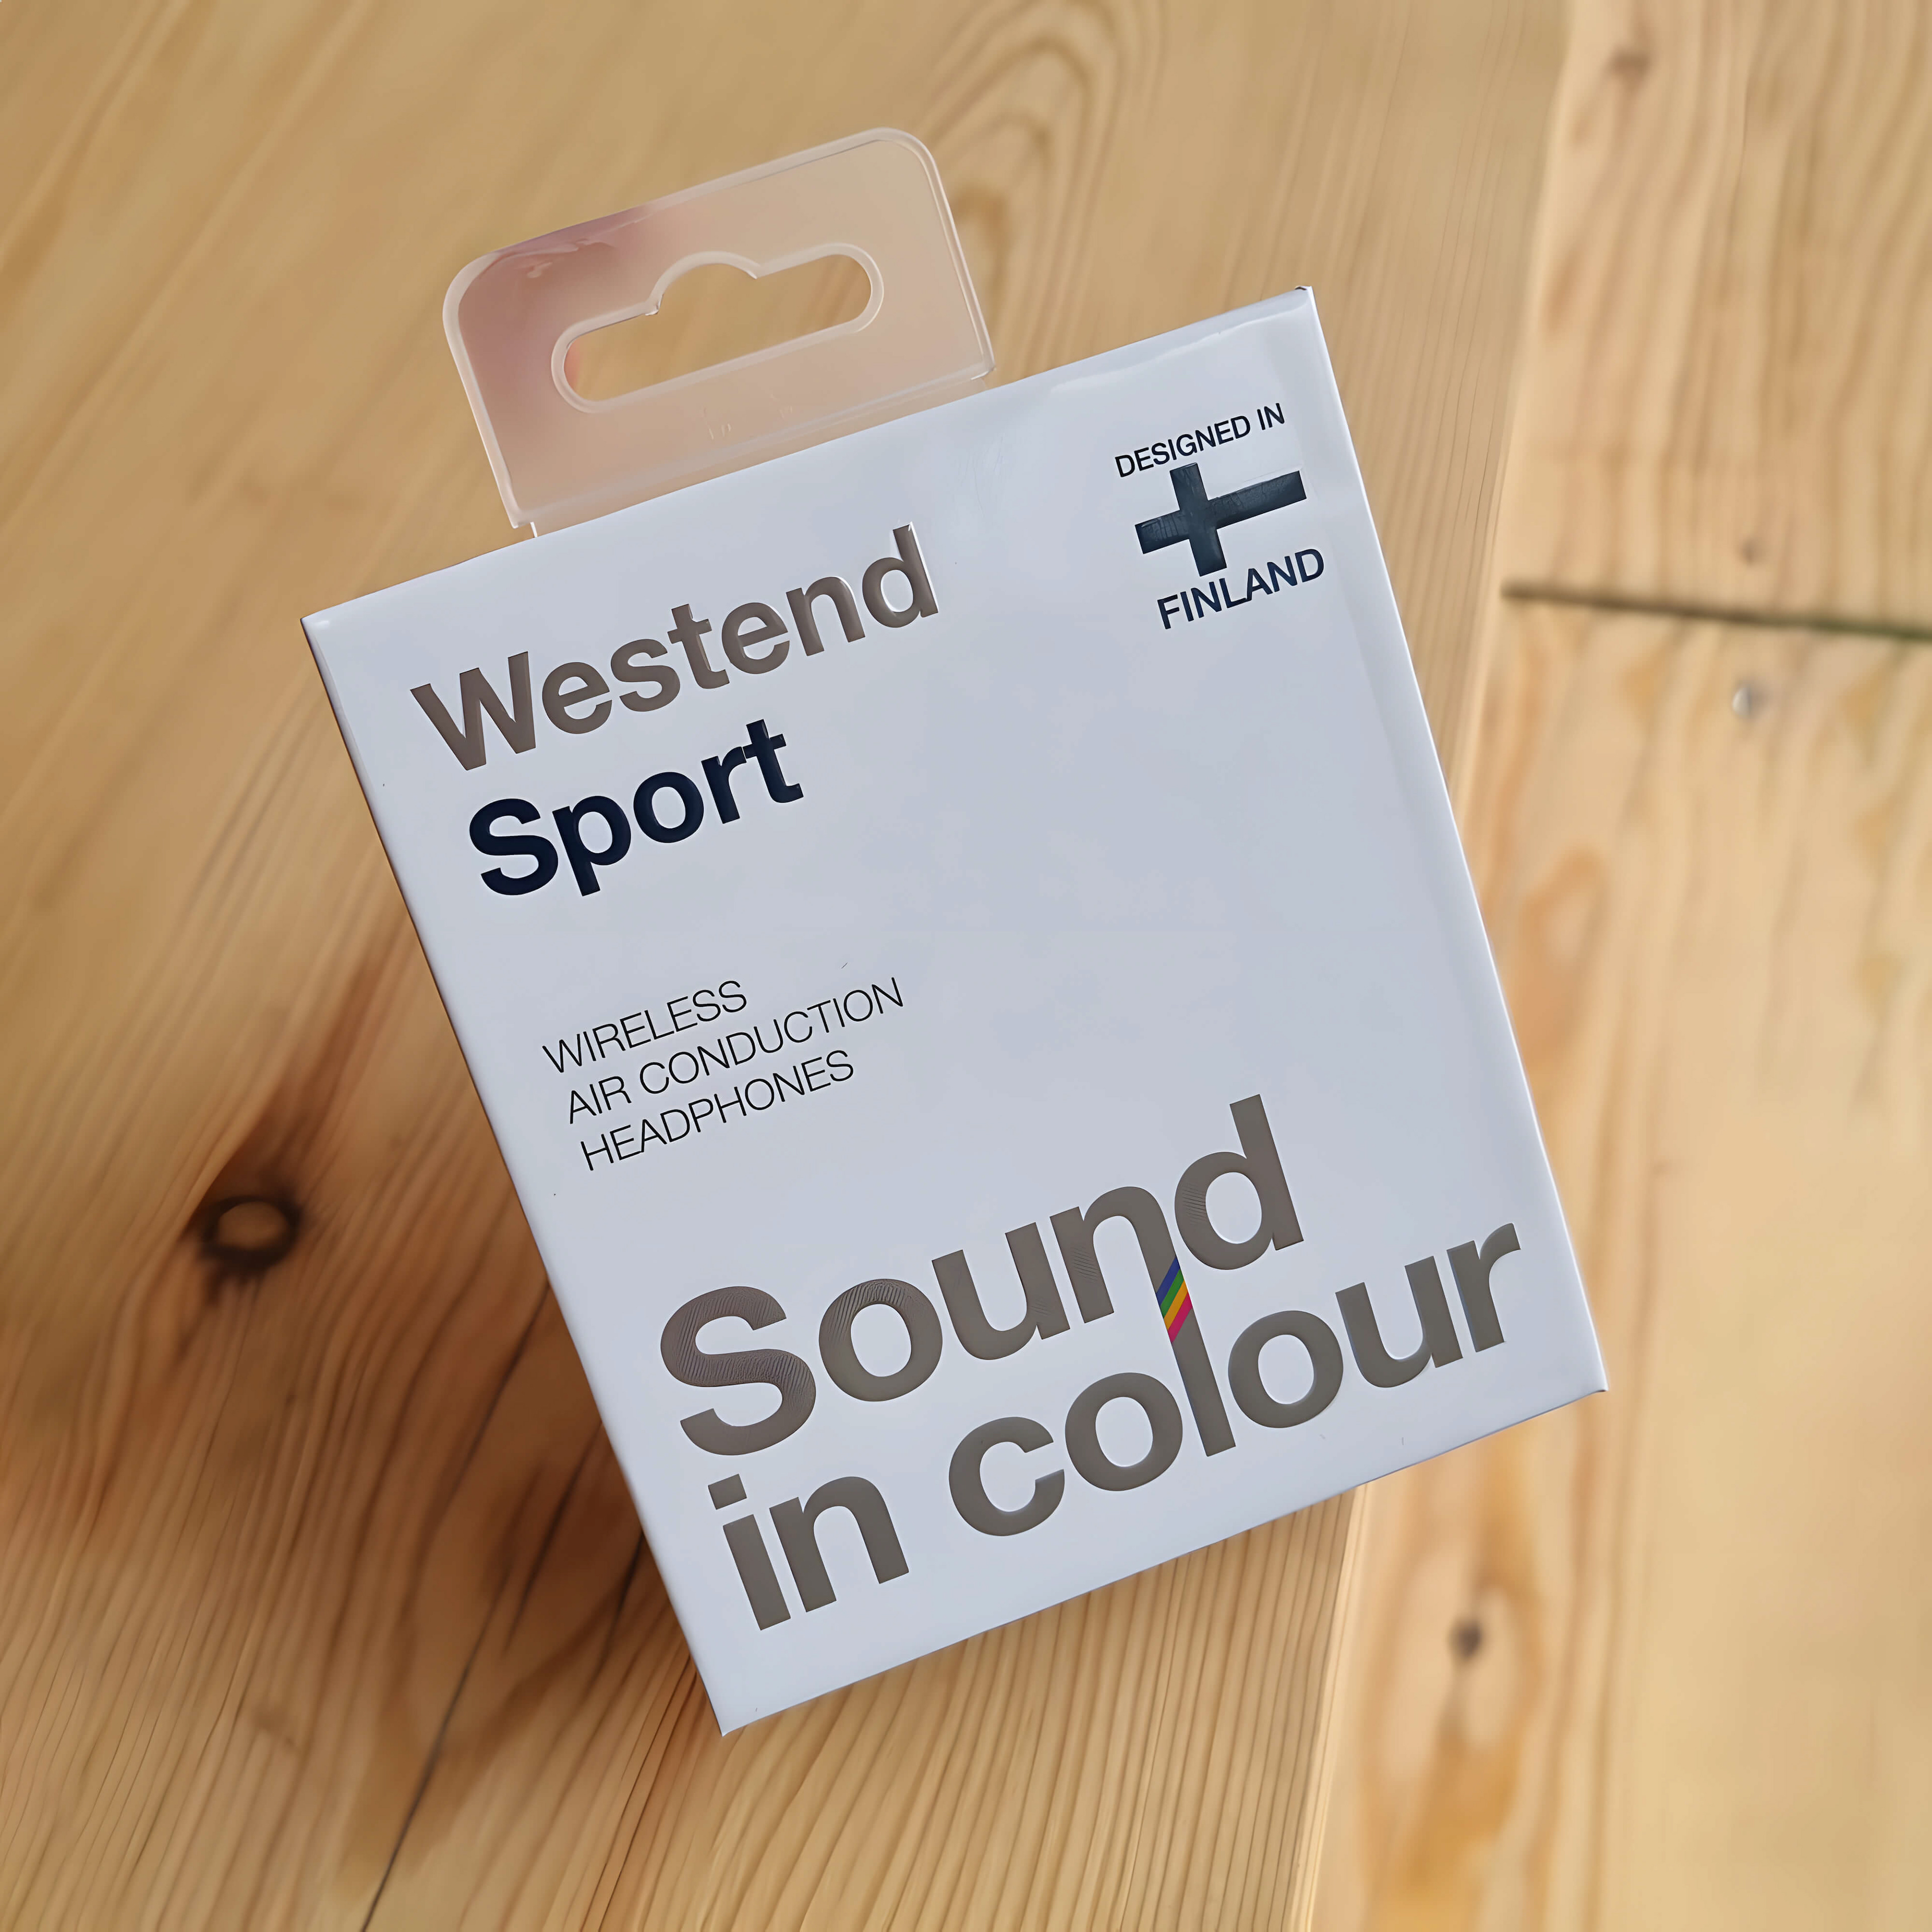 DESIGNED IN
FINLAND
Westend
Sport
WIRELESS
AIR CONDUCTION
HEADPHONES
Sound
in colour